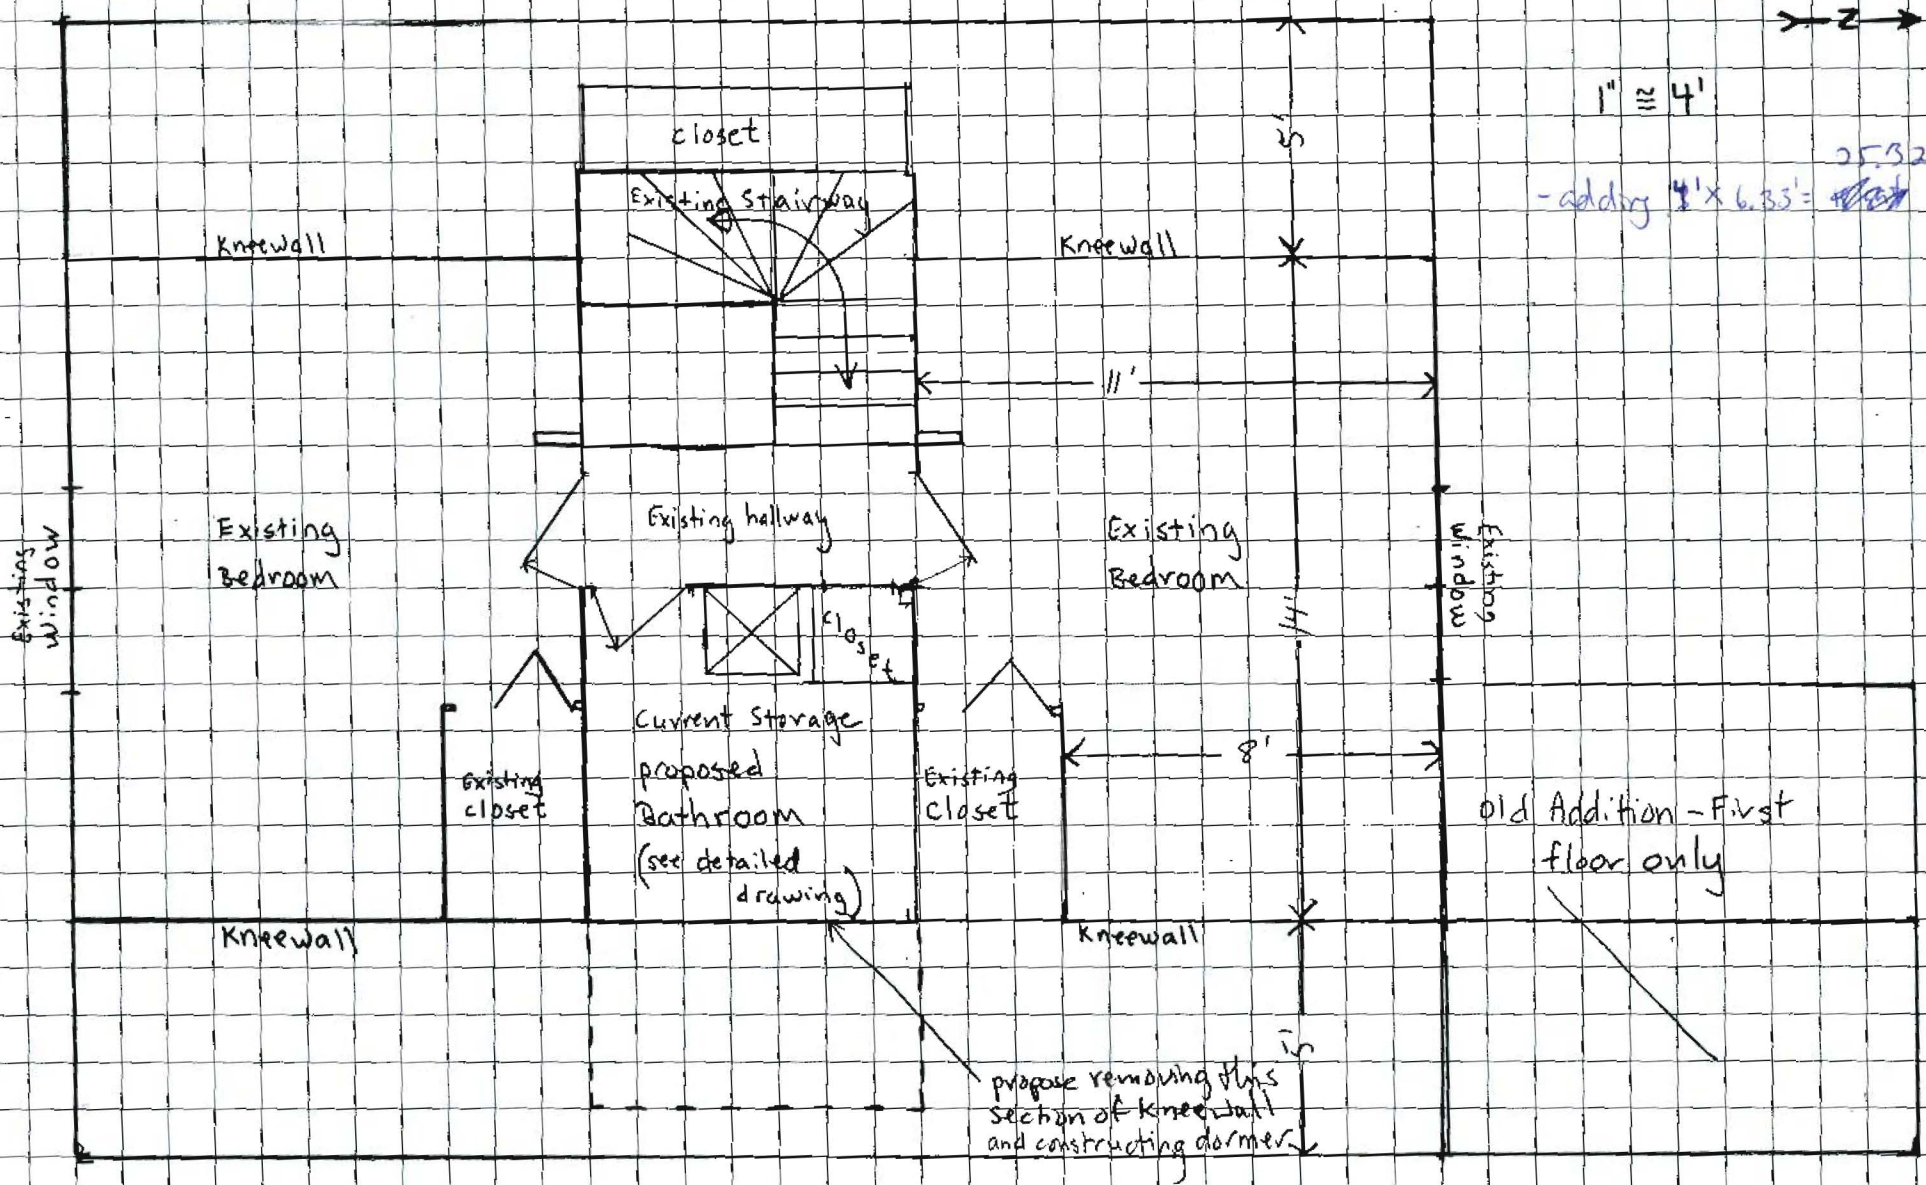 Z
1" ≅ 4'
25.32
- adding 4' x 6.33' =
closet
5'
Existing Stairway
Kneewall
Kneewall
11'
Existing hallway
Existing
Bedroom
Existing
Bedroom
Existing
Window
Existing
Window
14'
closet
Current Storage
proposed
Bathroom
(see detailed
drawing)
8'
Existing
closet
Existing
Closet
Old Addition - First
floor only
Kneewall
Kneewall
5'
propose removing this
section of Kneewall
and constructing dormer